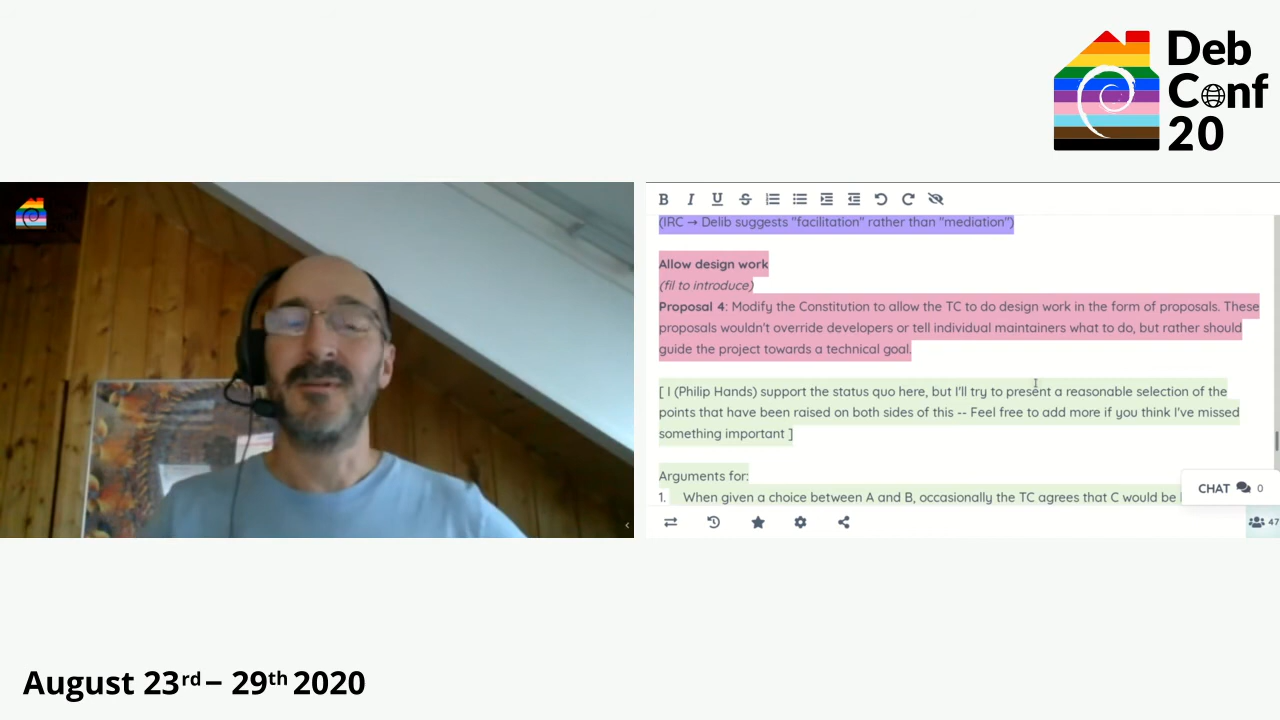 Deb
Conf
20
(IRC → Delib suggests "facilitation" rather than "mediation")
Allow design work
(fil to introduce)
Proposal 4: Modify the Constitution to allow the TC to do design work in the form of proposals. These
proposals wouldn't override developers or tell individual maintainers what to do, but rather should
guide the project towards a technical goal.
[ I (Philip Hands) support the status quo here, but I'll try to present a reasonable selection of the
points that have been raised on both sides of this -- Feel free to add more if you think I've missed
something important ]
Arguments for:
1. When given a choice between A and B, occasionally the TC agrees that C would be
CHAT 0
47
August 23rd – 29th 2020